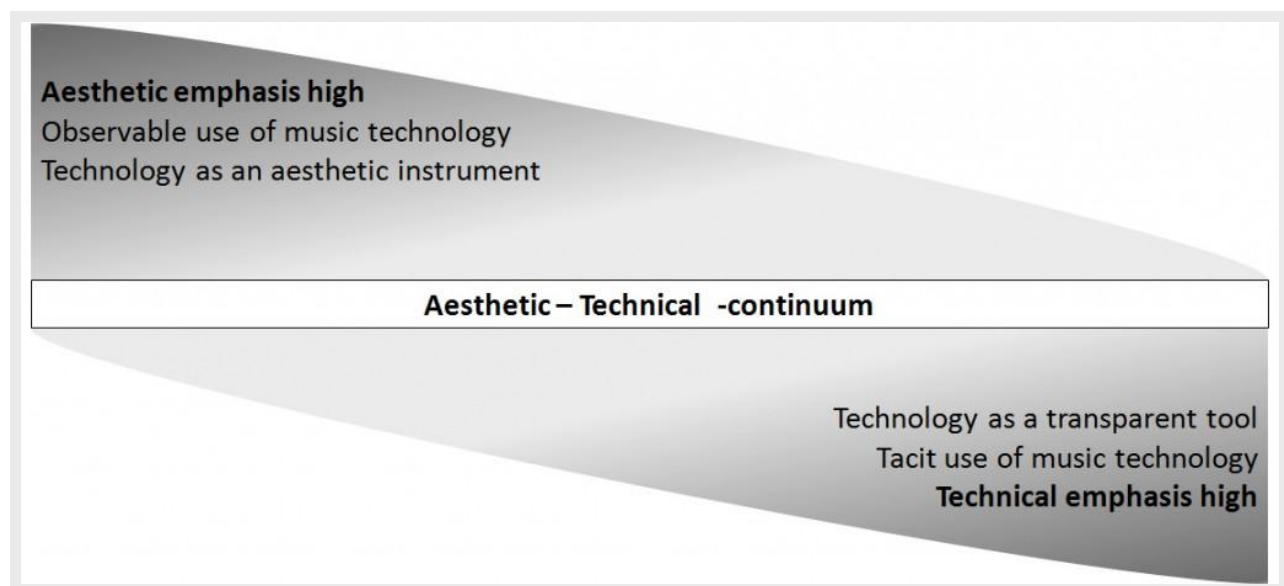 Aesthetic emphasis high
Observable use of music technology
Technology as an aesthetic instrument
Aesthetic – Technical -continuum
Technology as a transparent tool
Tacit use of music technology
Technical emphasis high